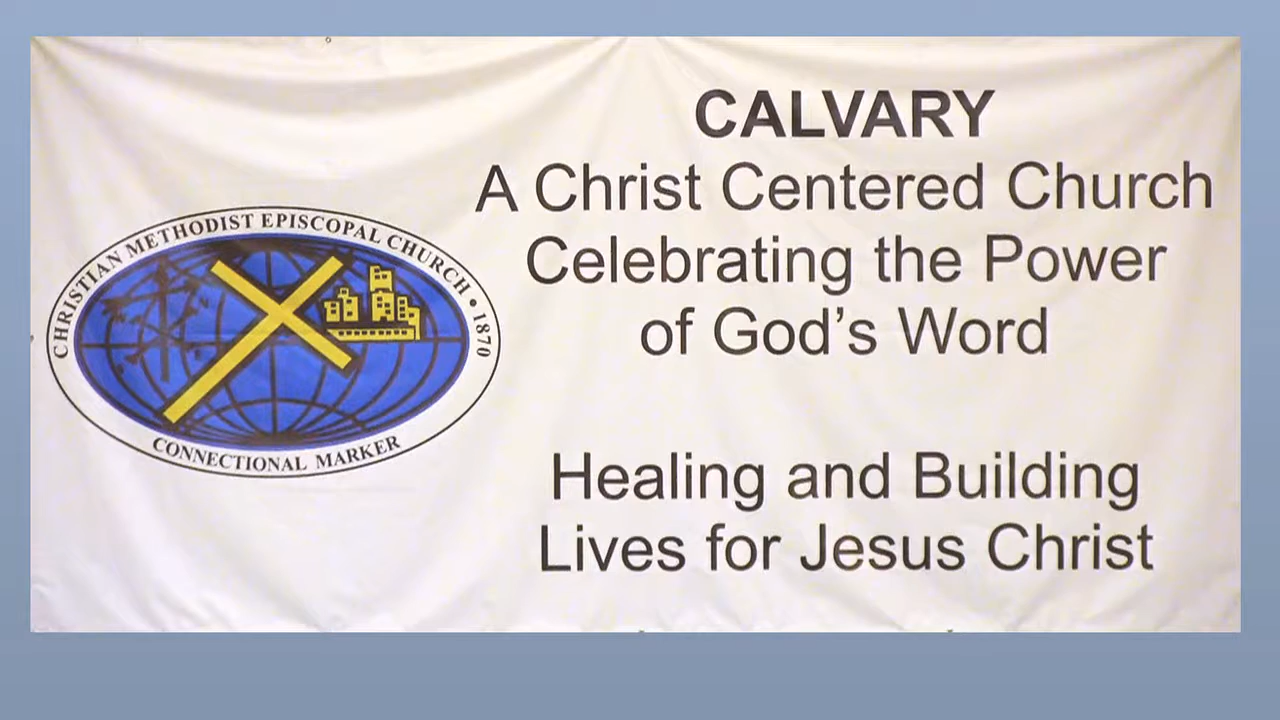 CHRISTIAN METHODIST EPISCOPAL CHURCH • 1870
CONNECTIONAL MARKER
CALVARY
A Christ Centered Church
Celebrating the Power
of God's Word
Healing and Building
Lives for Jesus Christ